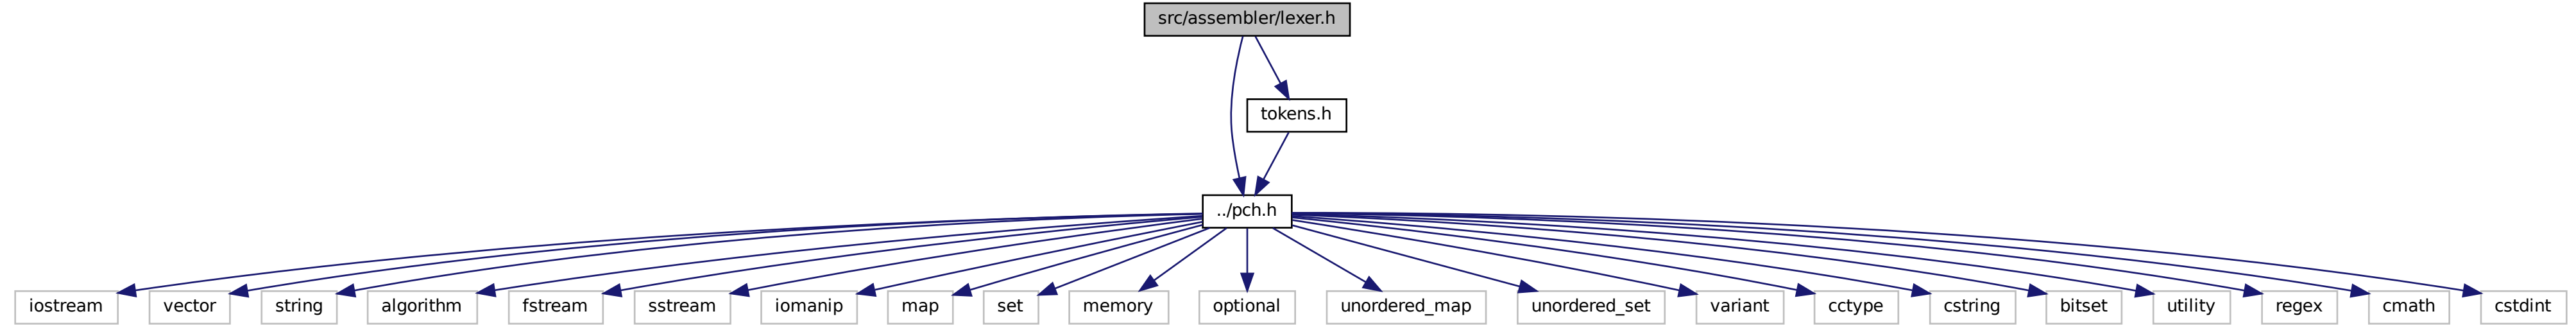 src/assembler/lexer.h
tokens.h
../pch.h
iostream
vector
string
algorithm
fstream
sstream
iomanip
map
set
memory
optional
unordered_map
unordered_set
variant
cctype
cstring
bitset
utility
regex
cmath
cstdint